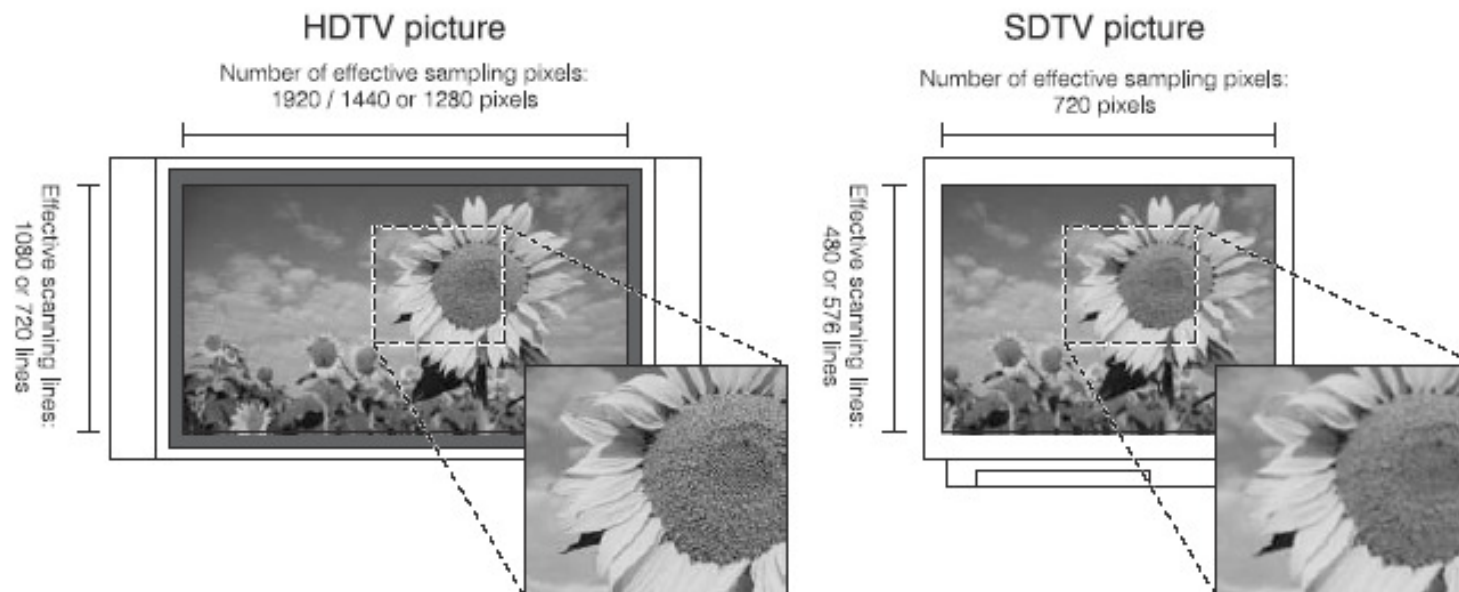 HDTV picture
Number of effective sampling pixels:
1920 / 1440 or 1280 pixels
Effective scanning lines:
1080 or 720 lines
SDTV picture
Number of effective sampling pixels:
720 pixels
Effective scanning lines:
480 or 576 lines